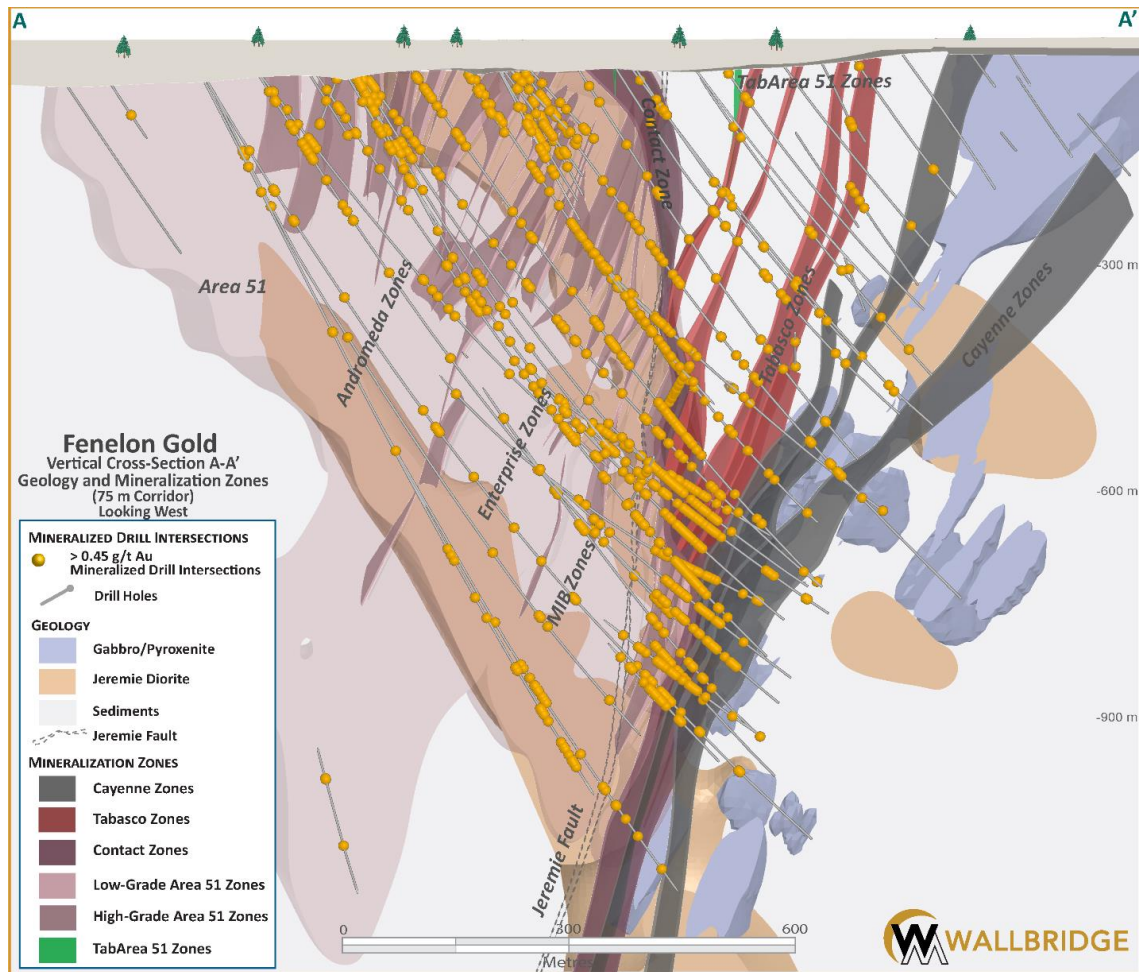 A
A'
TabArea 51 Zones
Contact Zone
-300 m
Area 51
Andromeda Zones
Tabasco Zones
Cayenne Zones
Fenelon Gold
Vertical Cross-Section A-A'
Geology and Mineralization Zones
(75 m Corridor)
Looking West
Enterprise Zones
-600 m
MIB Zones
MINERALIZED DRILL INTERSECTIONS
> 0.45 g/t Au
Mineralized Drill Intersections
Drill Holes
GEOLOGY
Gabbro/Pyroxenite
Jeremie Diorite
Sediments
Jeremie Fault
MINERALIZATION ZONES
Cayenne Zones
Tabasco Zones
Contact Zones
Low-Grade Area 51 Zones
High-Grade Area 51 Zones
TabArea 51 Zones
-900 m
Jeremie Fault
0 300 600
Metres
WALLBRIDGE